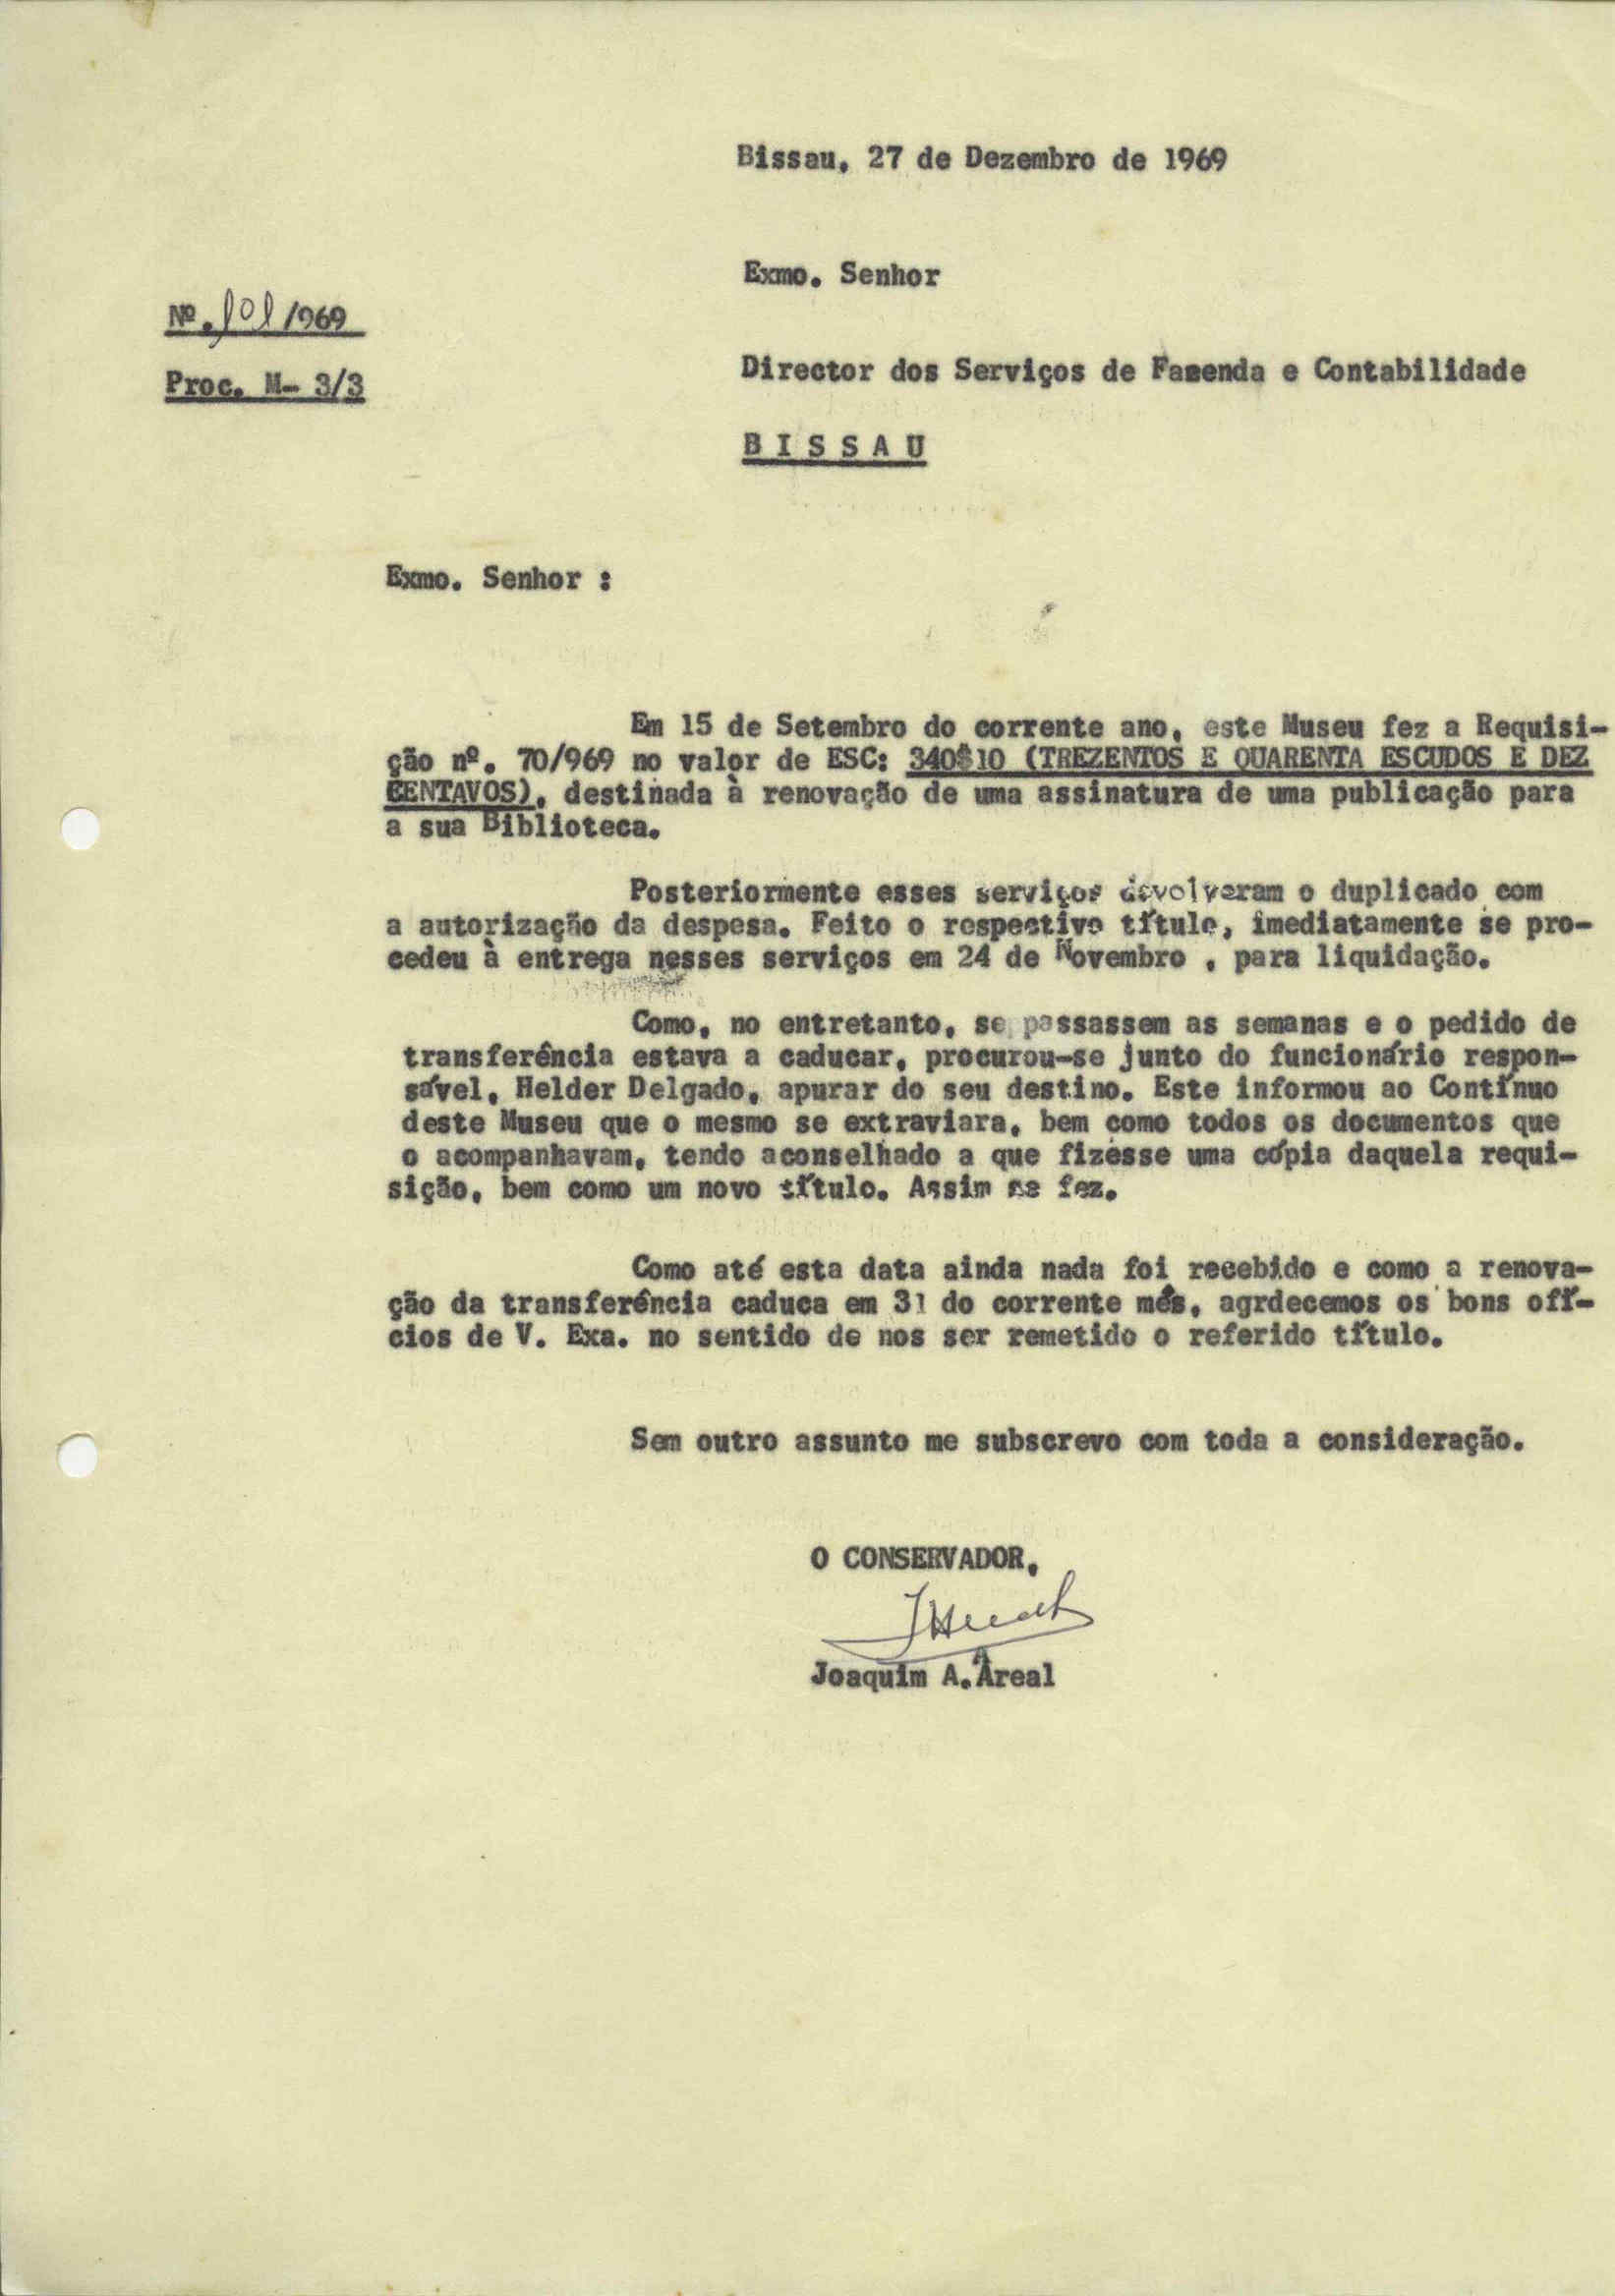 Bissau, 27 de Dezembro de 1969
Exmo. Senhor
Nº. 101/969
Director dos Serviços de Fazenda e Contabilidade
Proc. M- 3/3
B I S S A U
Exmo. Senhor :
Em 15 de Setembro do corrente ano, este Museu fez a Requisi-
ção nº. 70/969 no valor de ESC: 340$10 (TREZENTOS E QUARENTA ESCUDOS E DEZ
CENTAVOS), destinada à renovação de uma assinatura de uma publicação para
a sua Biblioteca.
Posteriormente esses serviços devolveram o duplicado com
a autorização da despesa. Feito o respectivo título, imediatamente se pro-
cedeu à entrega nesses serviços em 24 de Novembro , para liquidação.
Como, no entretanto, se passassem as semanas e o pedido de
transferência estava a caducar, procurou-se junto do funcionário respon-
sável, Helder Delgado, apurar do seu destino. Este informou ao Contínuo
deste Museu que o mesmo se extraviara, bem como todos os documentos que
o acompanhavam, tendo aconselhado a que fizesse uma cópia daquela requi-
sição, bem como um novo título. Assim se fez.
Como até esta data ainda nada foi recebido e como a renova-
ção da transferência caduca em 31 do corrente mês, agrdecemos os bons ofí-
cios de V. Exa. no sentido de nos ser remetido o referido título.
Sem outro assunto me subscrevo com toda a consideração.
O CONSERVADOR,
Joaquim A. Areal